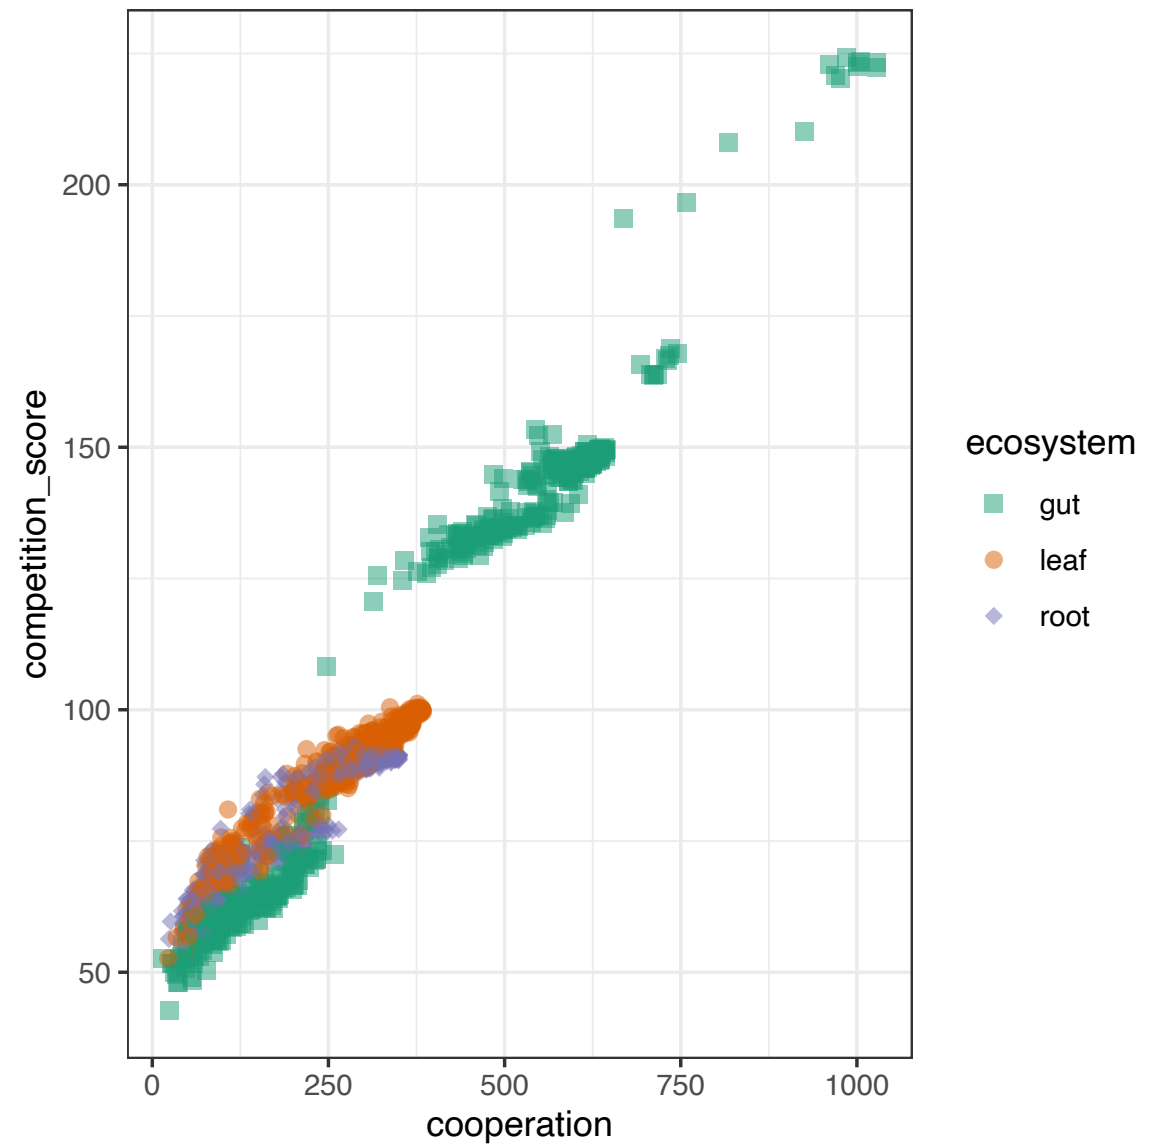 competition_score
200
150
100
50
0 250 500 750 1000
cooperation
ecosystem
gut
leaf
root